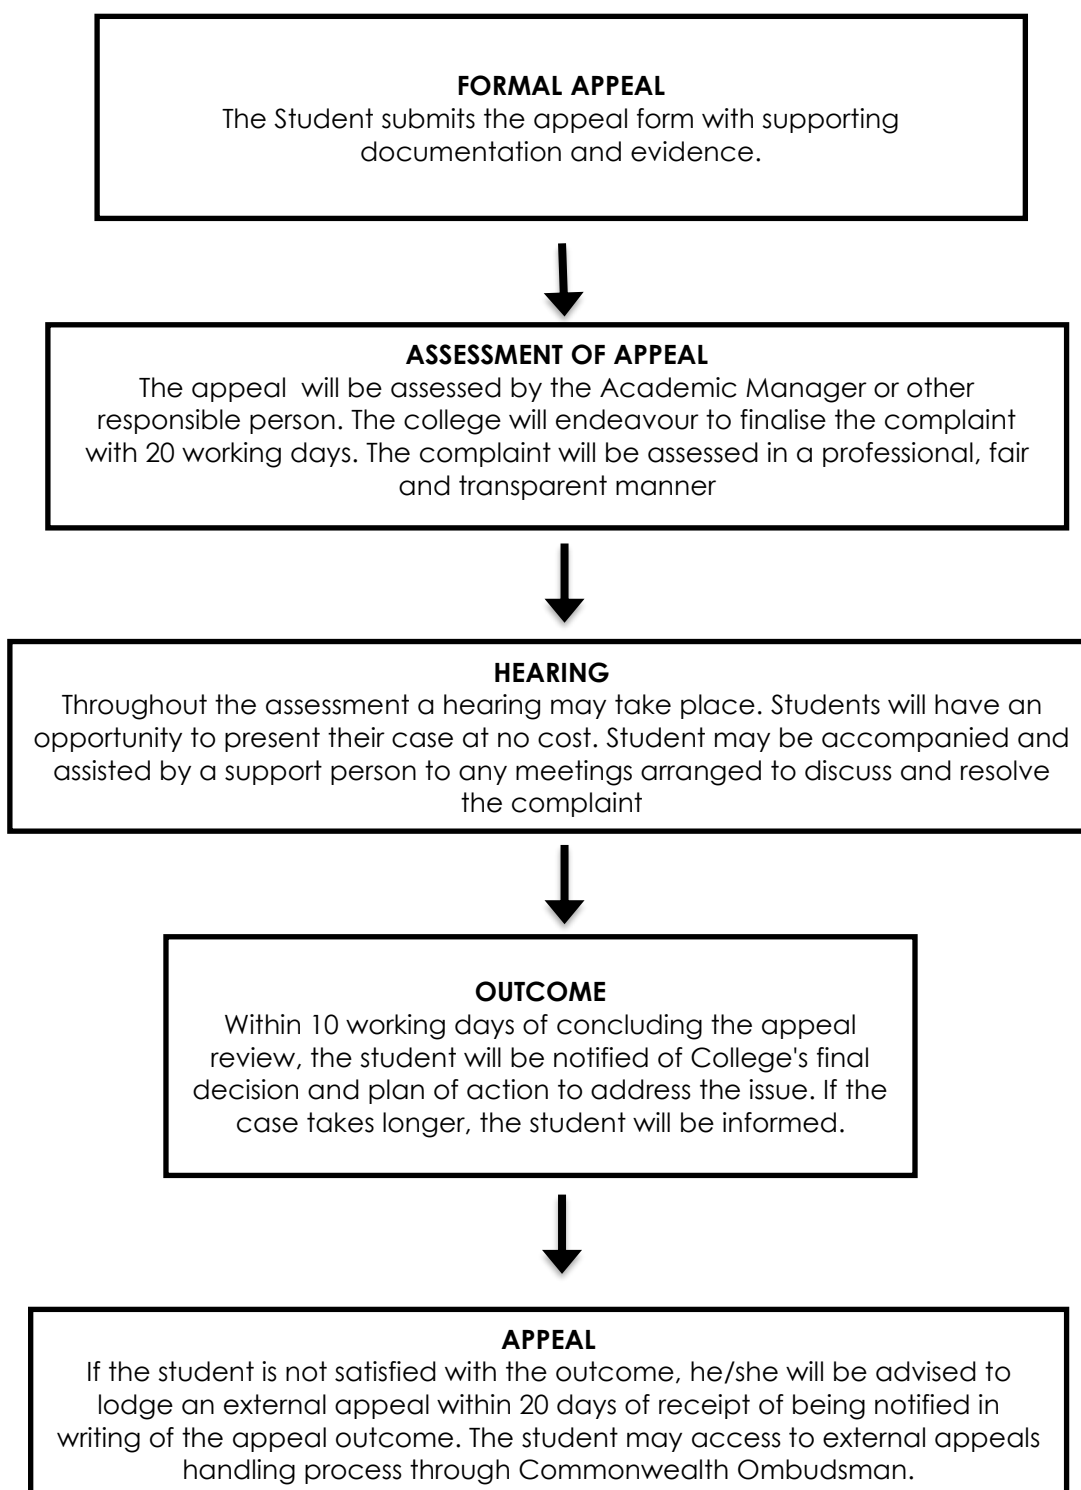 FORMAL APPEAL
The Student submits the appeal form with supporting
documentation and evidence.
ASSESSMENT OF APPEAL
The appeal  will be assessed by the Academic Manager or other
responsible person. The college will endeavour to finalise the complaint
with 20 working days. The complaint will be assessed in a professional, fair
and transparent manner
HEARING
Throughout the assessment a hearing may take place. Students will have an
opportunity to present their case at no cost. Student may be accompanied and
assisted by a support person to any meetings arranged to discuss and resolve
the complaint
OUTCOME
Within 10 working days of concluding the appeal
review, the student will be notified of College's final
decision and plan of action to address the issue. If the
case takes longer, the student will be informed.
APPEAL
If the student is not satisfied with the outcome, he/she will be advised to
lodge an external appeal within 20 days of receipt of being notified in
writing of the appeal outcome. The student may access to external appeals
handling process through Commonwealth Ombudsman.